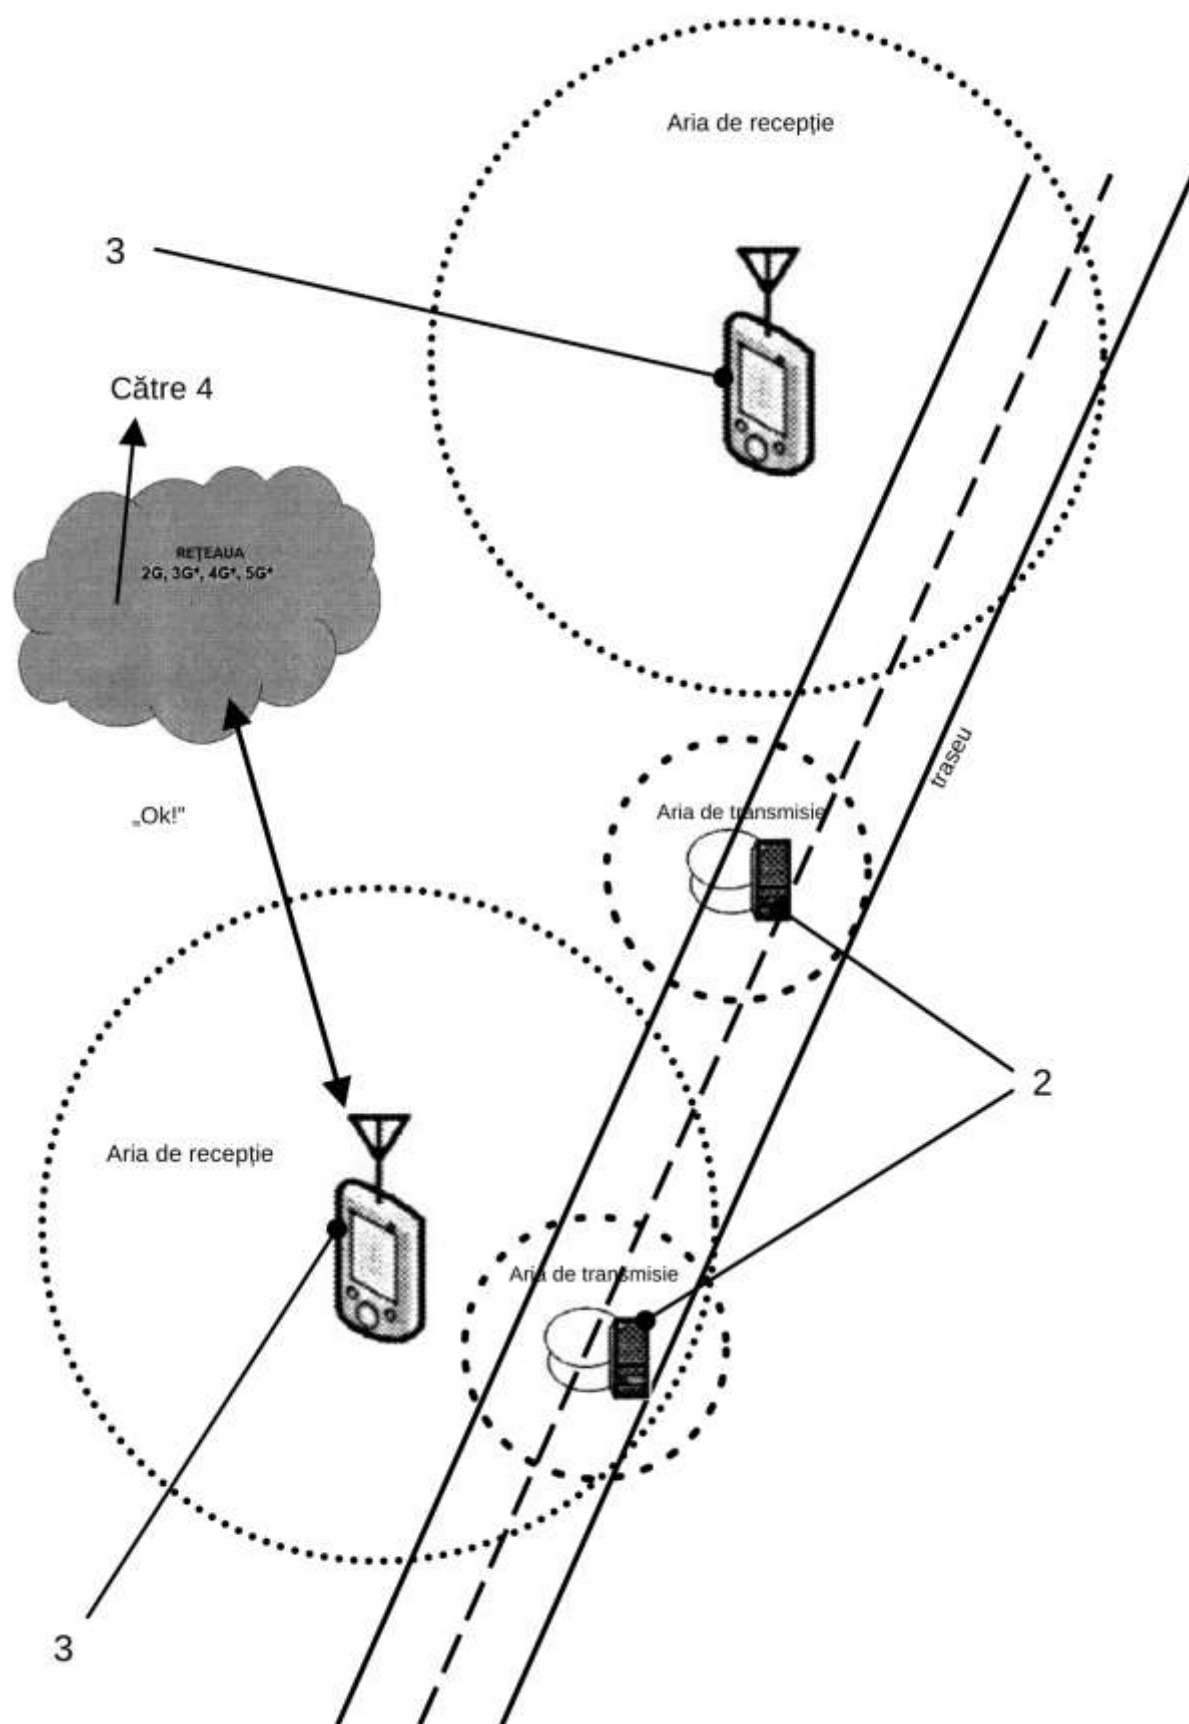 Aria de recepție
3
Către 4
REȚEAUA
2G, 3G*, 4G*, 5G*
traseu
„Ok!”
Aria de transmisie
2
Aria de recepție
Aria de transmisie
3